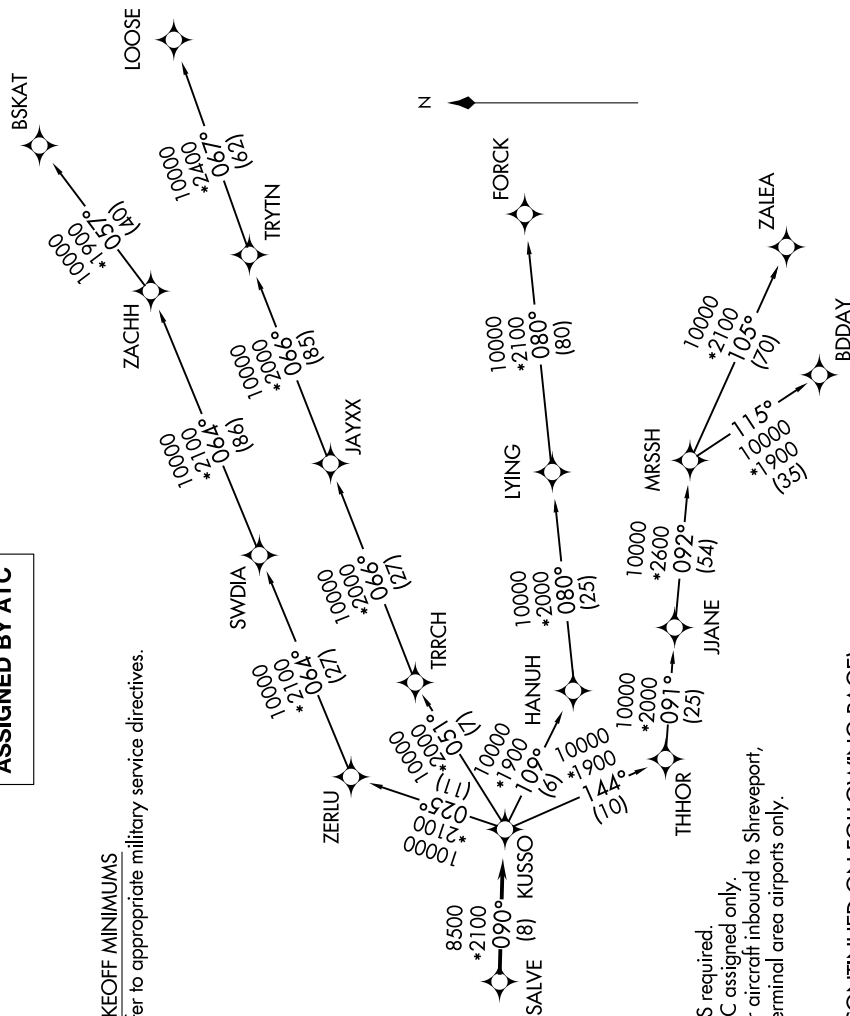 ASSIGNED BY ATC
KEOFF MINIMUMS
er to appropriate military service directives.
BSKAT
LOOSE
10000
*1900
057°
(40)
10000
*2400
067°
(62)
ZACHH
TRYTN
N
10000
*2100
064°
(86)
10000
*2000
066°
(85)
SWDIA
JAYXX
FORCK
10000
*2100
064°
(27)
10000
*2000
066°
(27)
10000
*2100
080°
(80)
ZERLU
TRRCH
LYING
10000
*2100
025°
(11)
10000
*2000
051°
(7)
10000
*2000
080°
(25)
HANUH
10000
*1900
109°
(6)
8500
*2100
090°
(8)
SALVE
KUSSO
10000
*1900
144°
(10)
THHOR
10000
*2000
091°
(25)
JJANE
10000
*2600
092°
(54)
MRSSH
10000
*2100
105°
(70)
ZALEA
115°
10000
*1900
(35)
BDDAY
S required.
C assigned only.
r aircraft inbound to Shreveport,
erminal area airports only.
CONTINUED ON FOLLOWING PAGE)